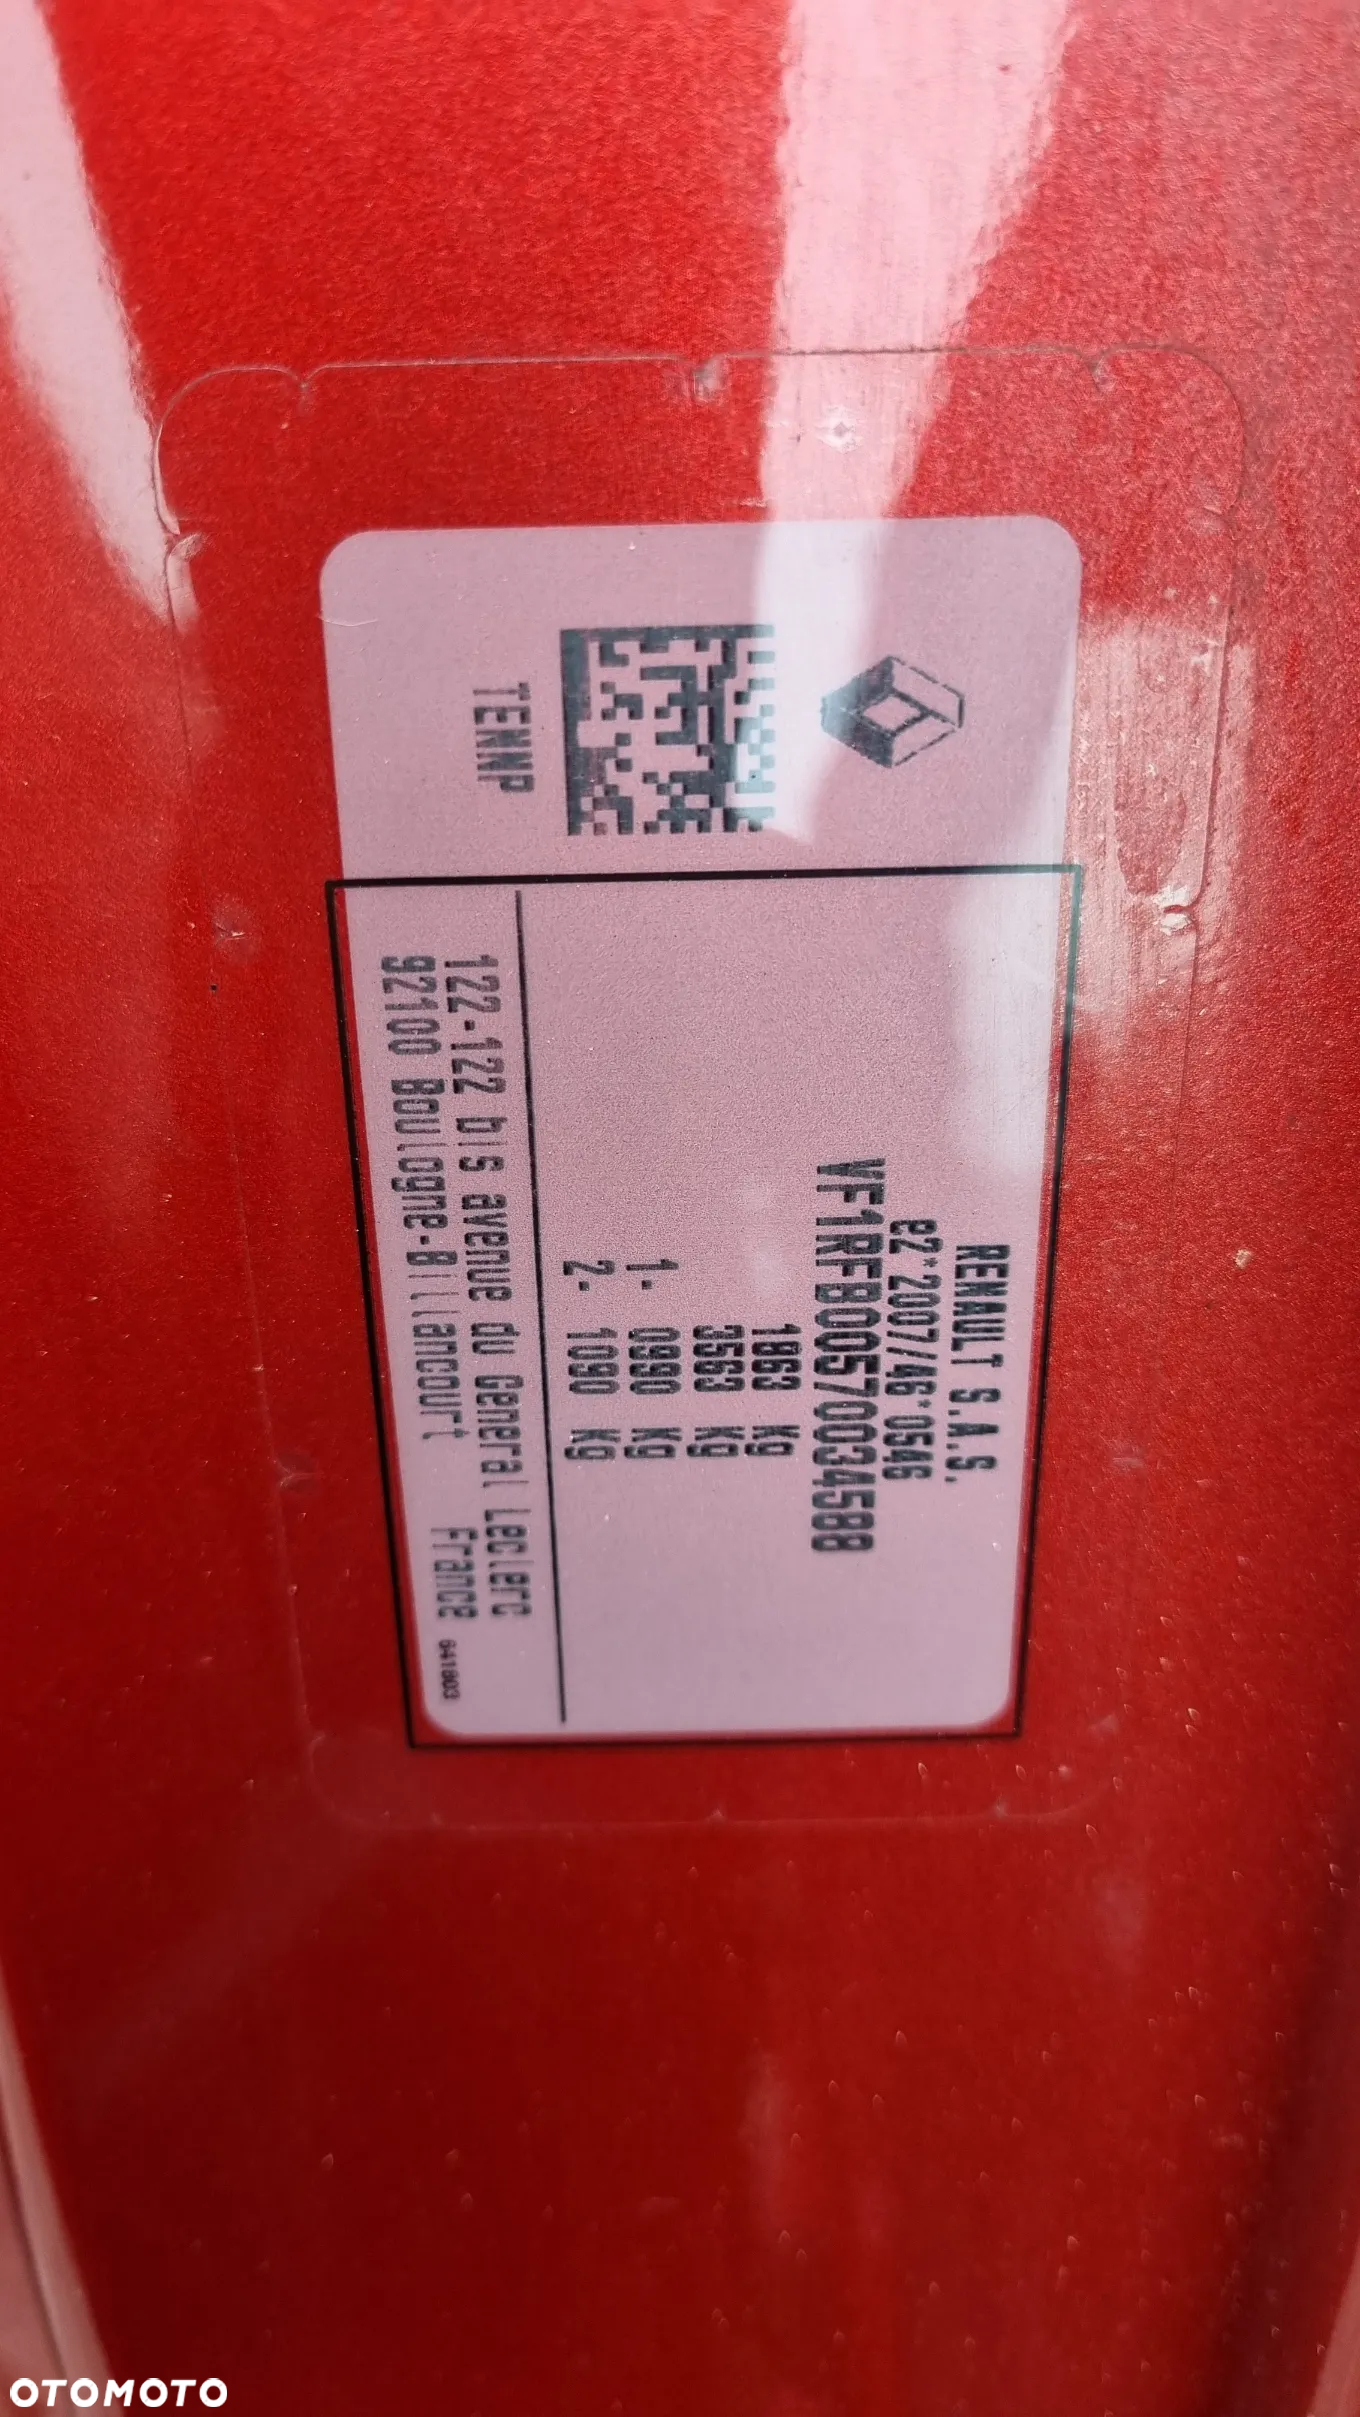 RENAULT S.A.S.
e2*2007/46*0546
VF1RFB00570034588
1863 kg
3563 kg
1- 0990 kg
2- 1090 kg
122-122 bis avenue du General Leclerc
92100 Boulogne-Billancourt France
641803
TENNP
OTOMOTO